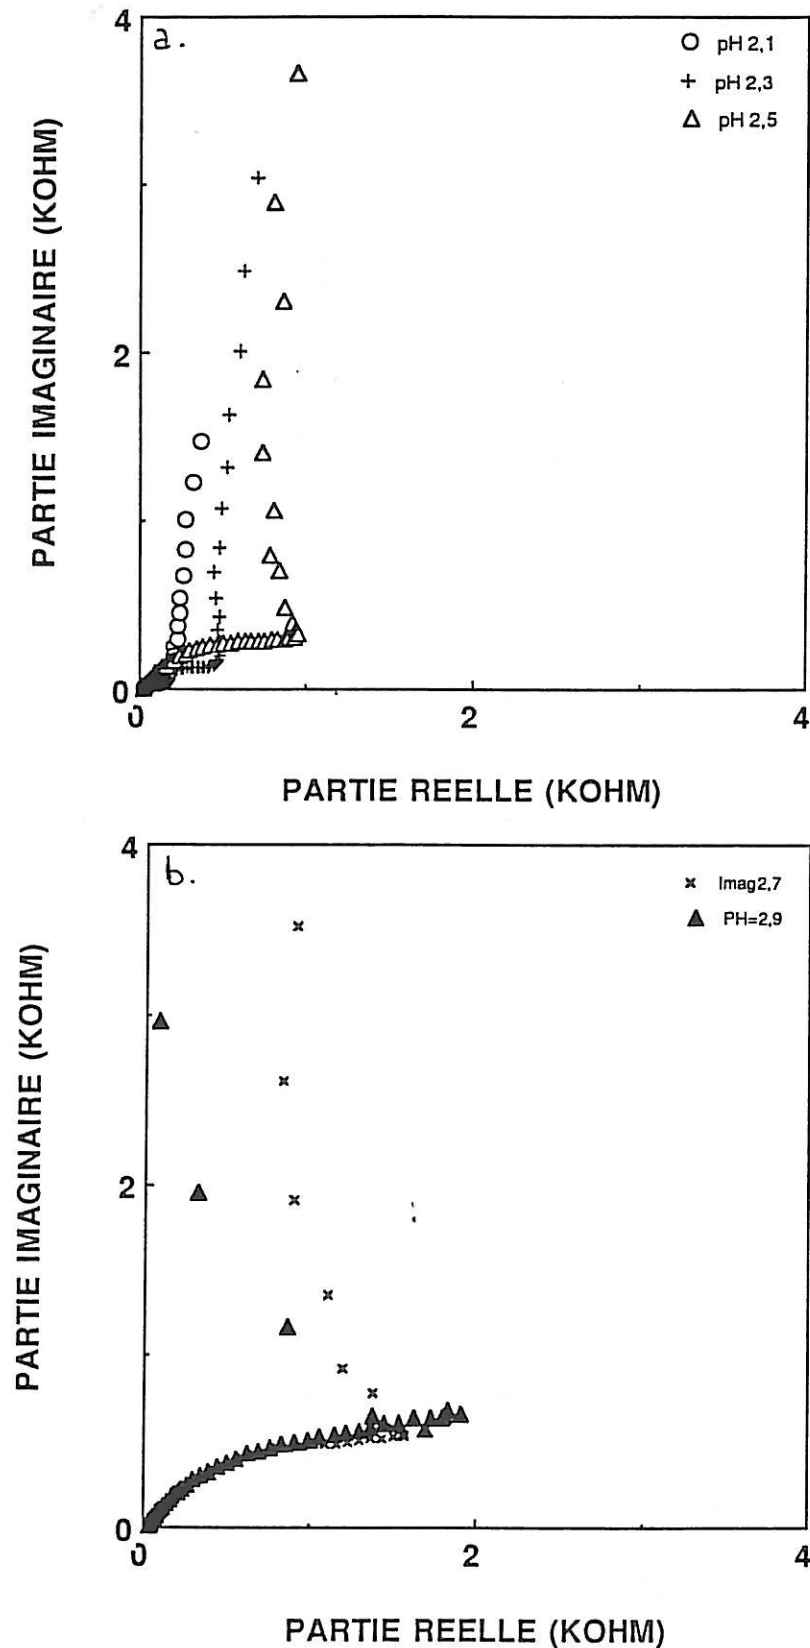 4
a.
pH 2,1
pH 2,3
pH 2,5
PARTIE IMAGINAIRE (KOHM)
2
0
0
2
4
PARTIE REELLE (KOHM)
4
b.
Imag2,7
PH=2,9
PARTIE IMAGINAIRE (KOHM)
2
0
0
2
4
PARTIE REELLE (KOHM)